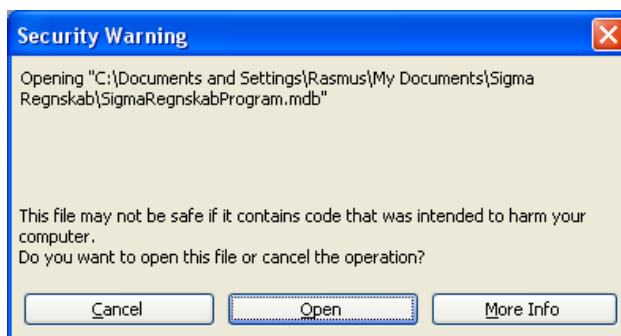 Security Warning
Opening "C:\Documents and Settings\Rasmus\My Documents\Sigma
Regnskab\SigmaRegnskabProgram.mdb"
This file may not be safe if it contains code that was intended to harm your
computer.
Do you want to open this file or cancel the operation?
Cancel Open More Info